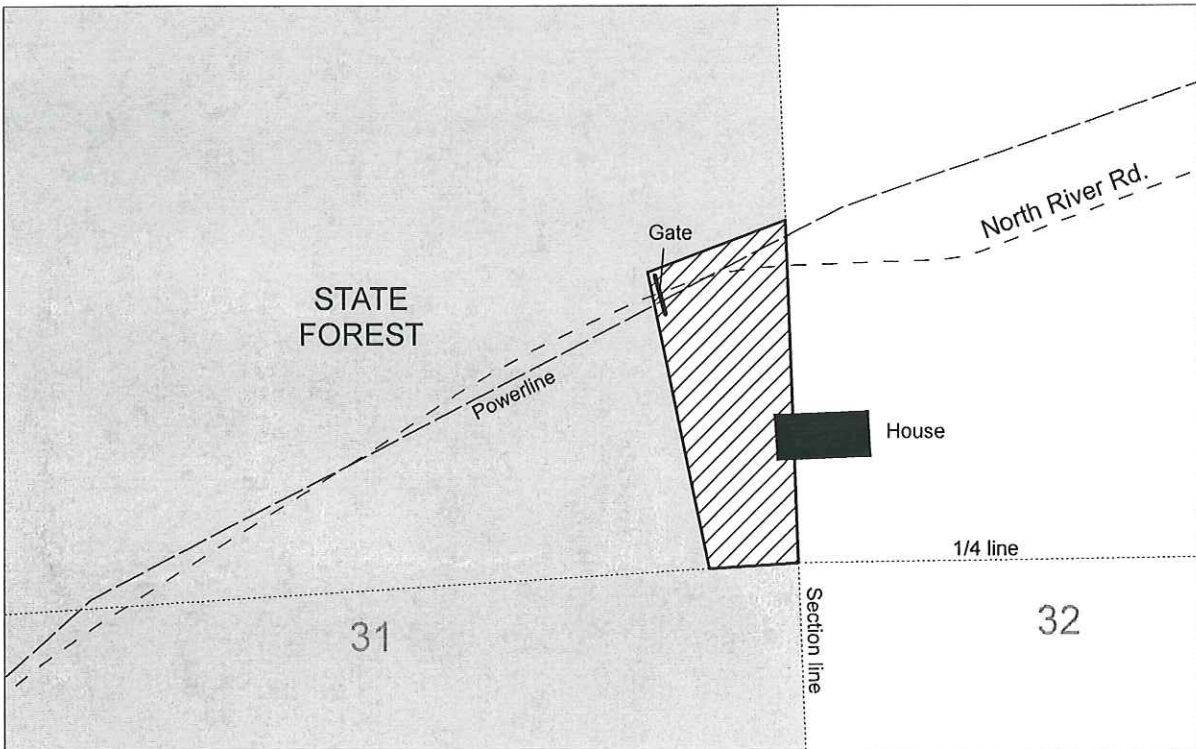 Gate
North River Rd.
STATE
FOREST
Powerline
House
1/4 line
Section line
31
32